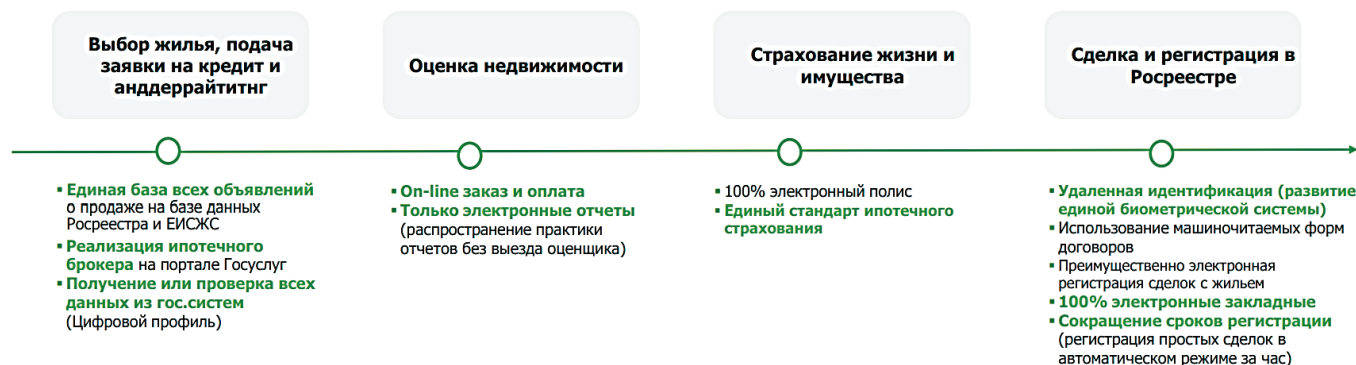 Выбор жилья, подача
заявки на кредит и
анддеррайтитнг
Оценка недвижимости
Страхование жизни и
имущества
Сделка и регистрация в
Росреестре
▪ Единая база всех объявлений
о продаже на базе данных
Росреестра и ЕИСЖС
▪ Реализация ипотечного
брокера на портале Госуслуг
▪ Получение или проверка всех
данных из гос.систем
(Цифровой профиль)
▪ On-line заказ и оплата
▪ Только электронные отчеты
(распространение практики
отчетов без выезда оценщика)
▪ 100% электронный полис
▪ Единый стандарт ипотечного
страхования
▪ Удаленная идентификация (развитие
единой биометрической системы)
▪ Использование машиночитаемых форм
договоров
▪ Преимущественно электронная
регистрация сделок с жильем
▪ 100% электронные закладные
▪ Сокращение сроков регистрации
(регистрация простых сделок в
автоматическом режиме за час)